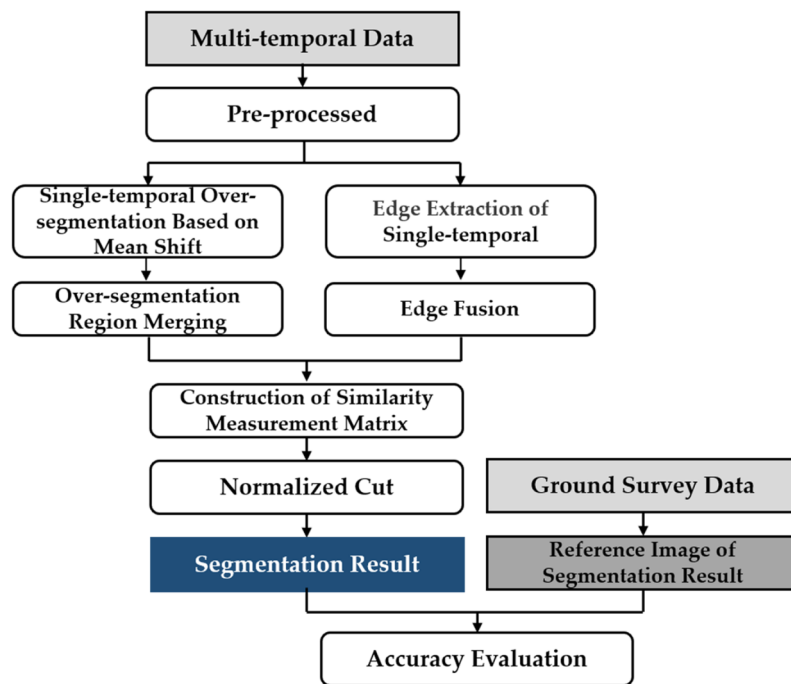 Multi-temporal Data
Pre-processed
Single-temporal Over-
segmentation Based on
Mean Shift
Edge Extraction of
Single-temporal
Over-segmentation
Region Merging
Edge Fusion
Construction of Similarity
Measurement Matrix
Normalized Cut
Ground Survey Data
Segmentation Result
Reference Image of
Segmentation Result
Accuracy Evaluation